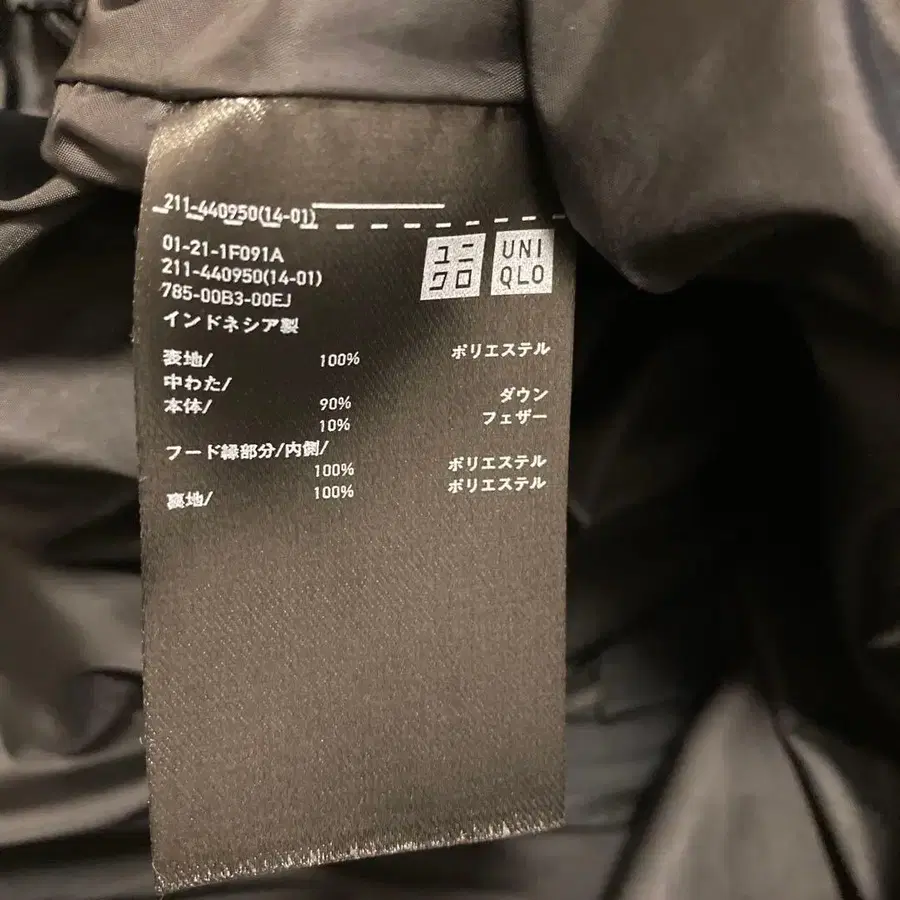 211-440950(14-01)
01-21-1F091A
211-440950(14-01)
785-00B3-00EJ
インドネシア製
ユニ
クロ
UNI
QLO
表地/ 100% ポリエステル
中わた/
本体/ 90% ダウン
10% フェザー
フード縁部分/内側/
100% ポリエステル
裏地/ 100% ポリエステル